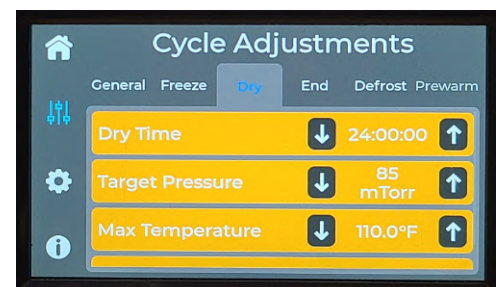 Cycle Adjustments
General Freeze Dry End Defrost Prewarm
Dry Time 24:00:00
Target Pressure 85 mTorr
Max Temperature 110.0°F